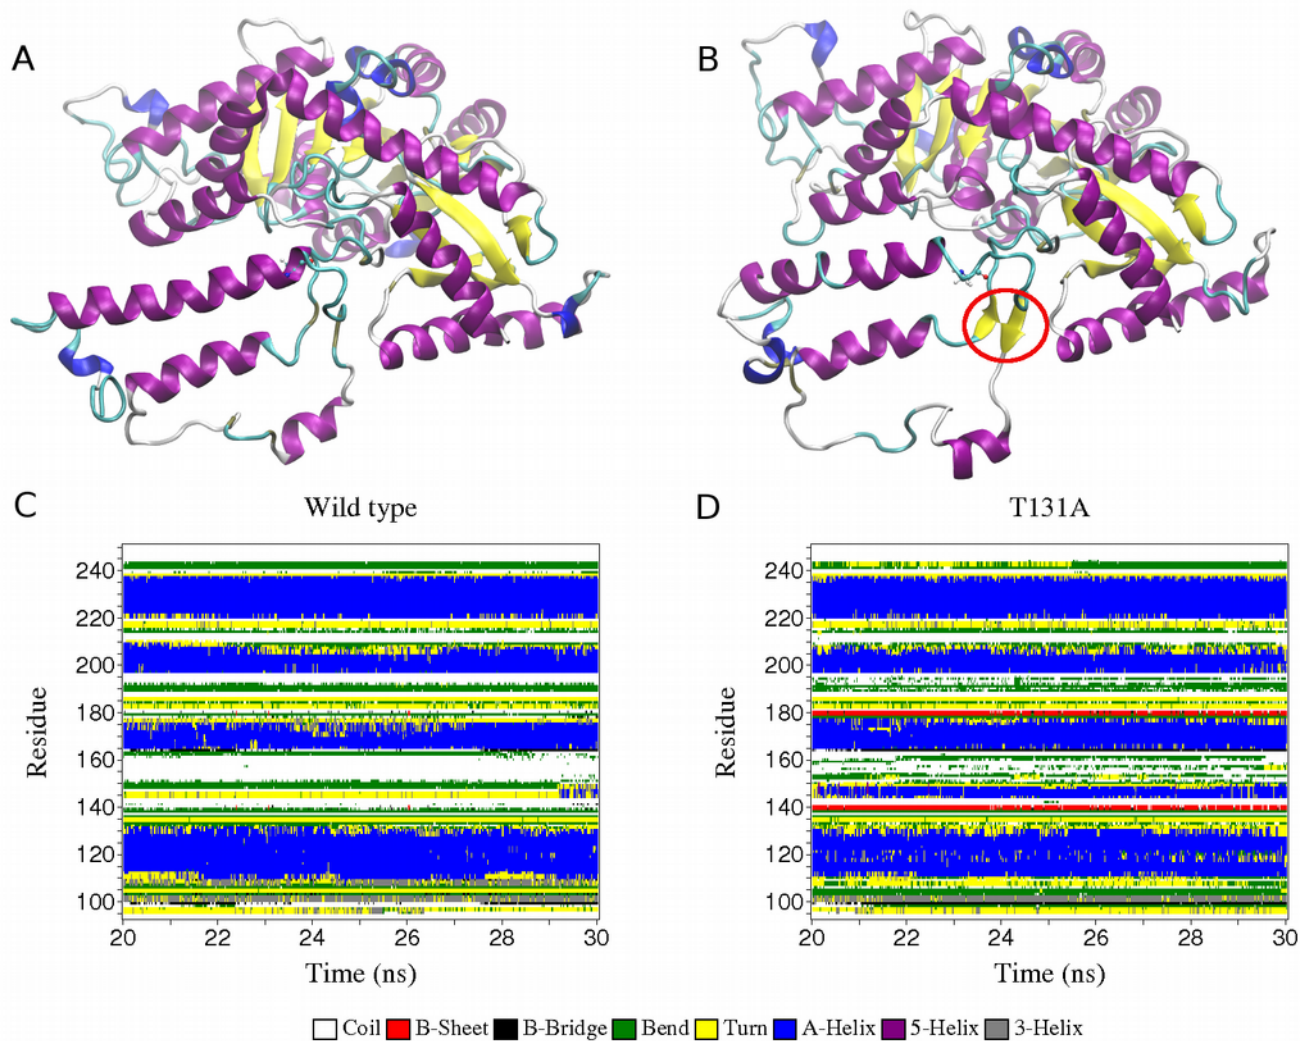 A
B
C
Wild type
D
T131A
240
220
200
180
160
140
120
100
Residue
20
22
24
26
28
30
Time (ns)
240
220
200
180
160
140
120
100
Residue
20
22
24
26
28
30
Time (ns)
Coil B-Sheet B-Bridge Bend Turn A-Helix 5-Helix 3-Helix